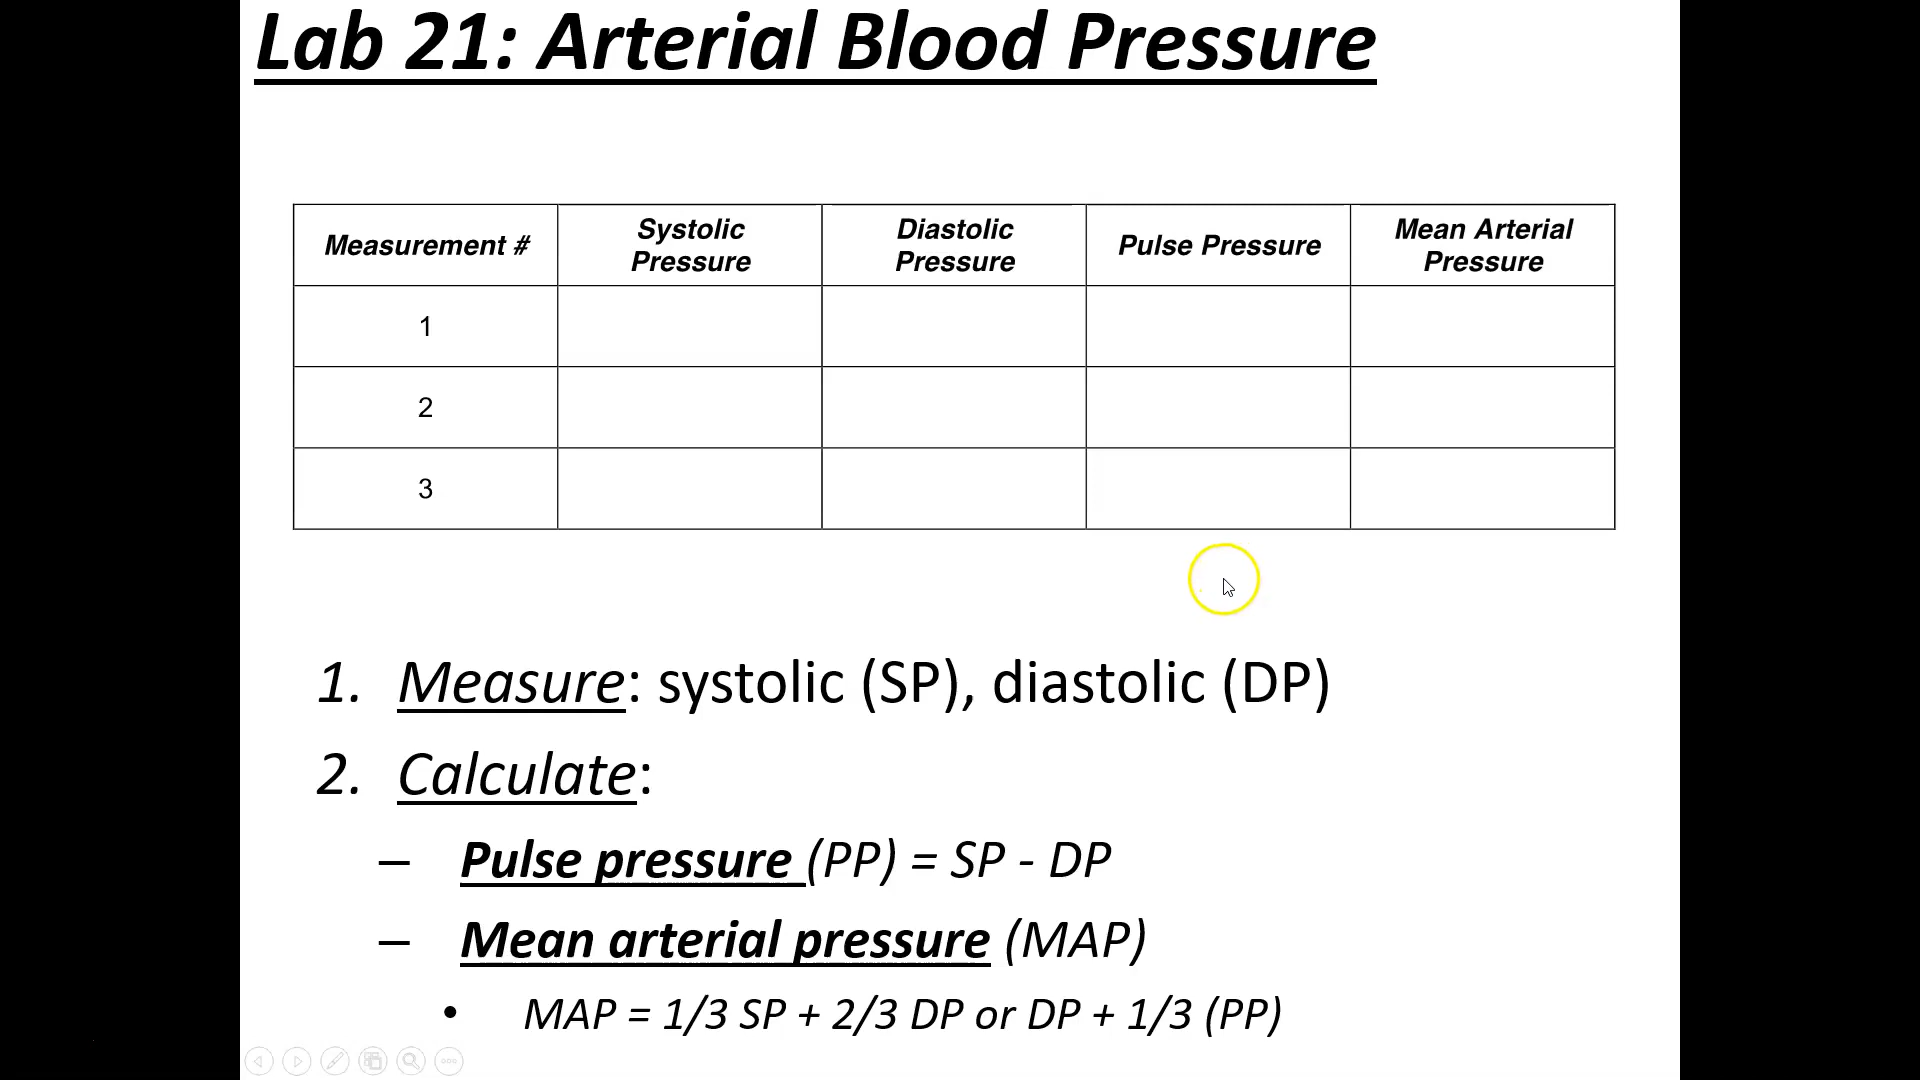 Lab 21: Arterial Blood Pressure
Measurement #
Systolic
Pressure
Diastolic
Pressure
Pulse Pressure
Mean Arterial
Pressure
1
2
3
1. Measure: systolic (SP), diastolic (DP)
2. Calculate:
– Pulse pressure (PP) = SP - DP
– Mean arterial pressure (MAP)
• MAP = 1/3 SP + 2/3 DP or DP + 1/3 (PP)